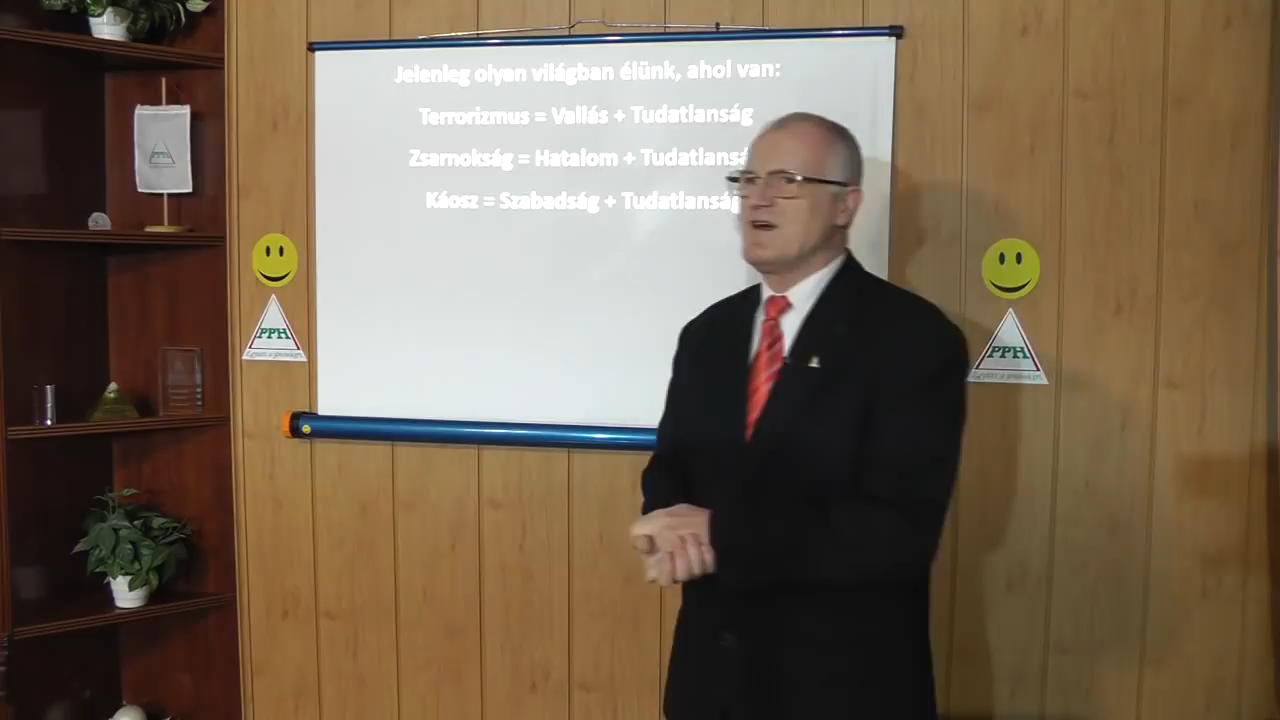 Jelenleg olyan világban élünk, ahol van:
Terrorizmus = Vallás + Tudatlanság
Zsarnokság = Hatalom + Tudatlansá
Káosz = Szabadság + Tudatlanság
PPH
PPH